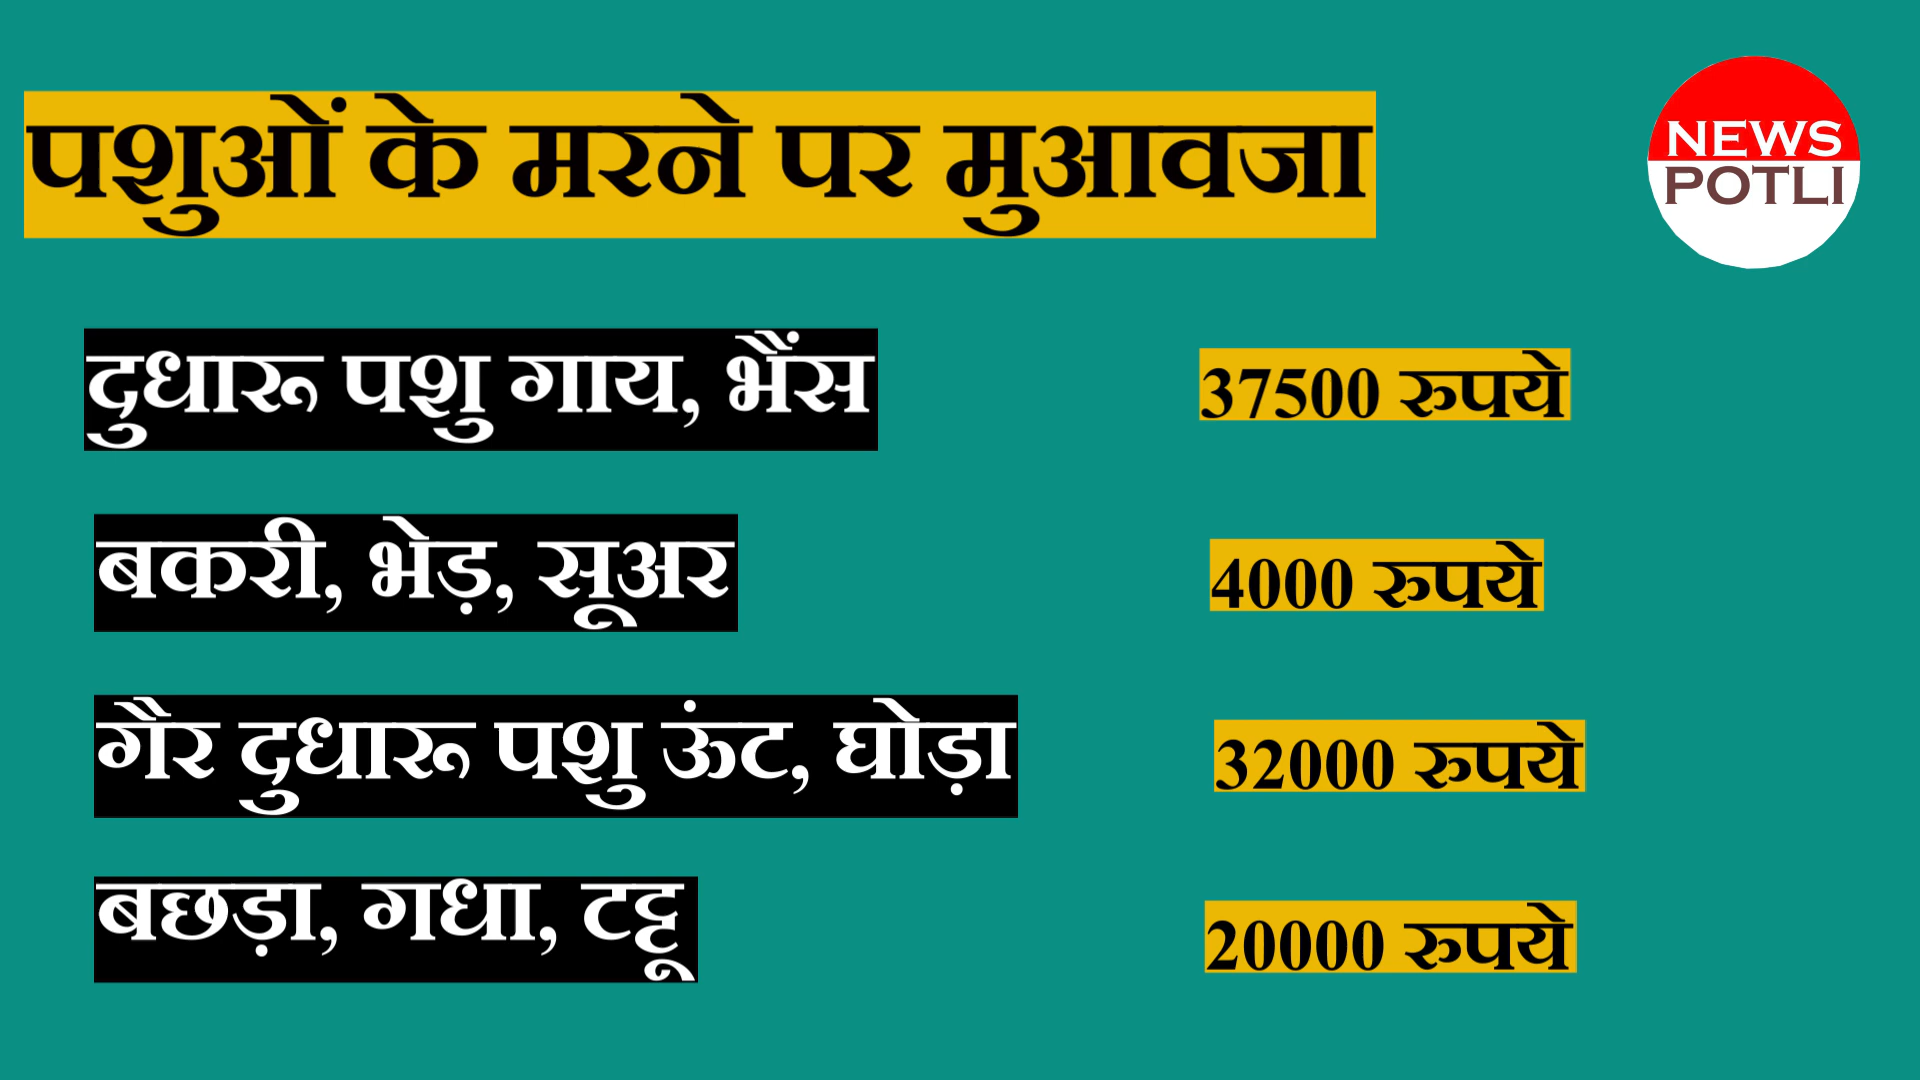 पशुओं के मरने पर मुआवजा
NEWS
POTLI
दुधारू पशु गाय, भैंस
37500 रुपये
बकरी, भेड़, सूअर
4000 रुपये
गैर दुधारू पशु ऊंट, घोड़ा
32000 रुपये
बछड़ा, गधा, टट्टू
20000 रुपये